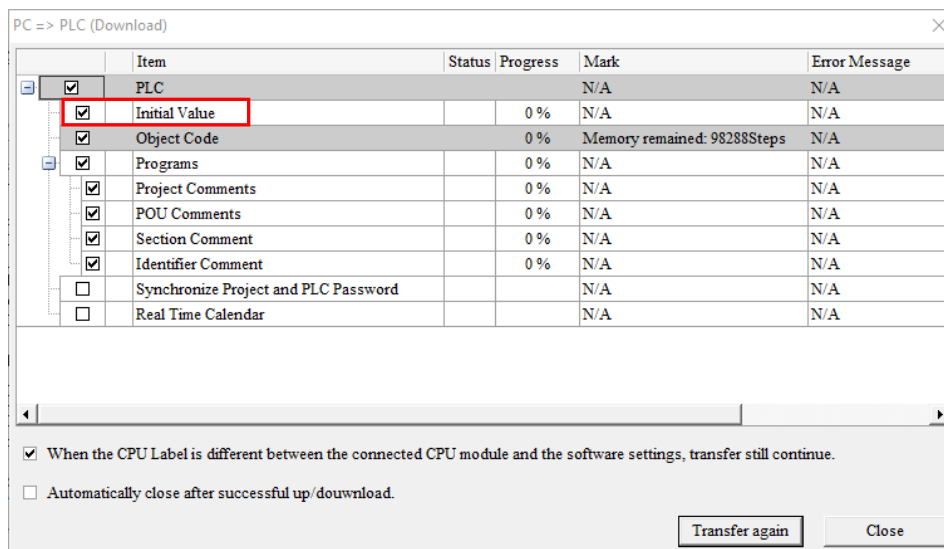 PC => PLC (Download)
Item Status Progress Mark Error Message
PLC N/A N/A
Initial Value 0 % N/A N/A
Object Code 0 % Memory remained: 98288Steps N/A
Programs 0 % N/A N/A
Project Comments 0 % N/A N/A
POU Comments 0 % N/A N/A
Section Comment 0 % N/A N/A
Identifier Comment 0 % N/A N/A
Synchronize Project and PLC Password N/A N/A
Real Time Calendar N/A N/A
When the CPU Label is different between the connected CPU module and the software settings, transfer still continue.
Automatically close after successful up/douwnload.
Transfer again Close